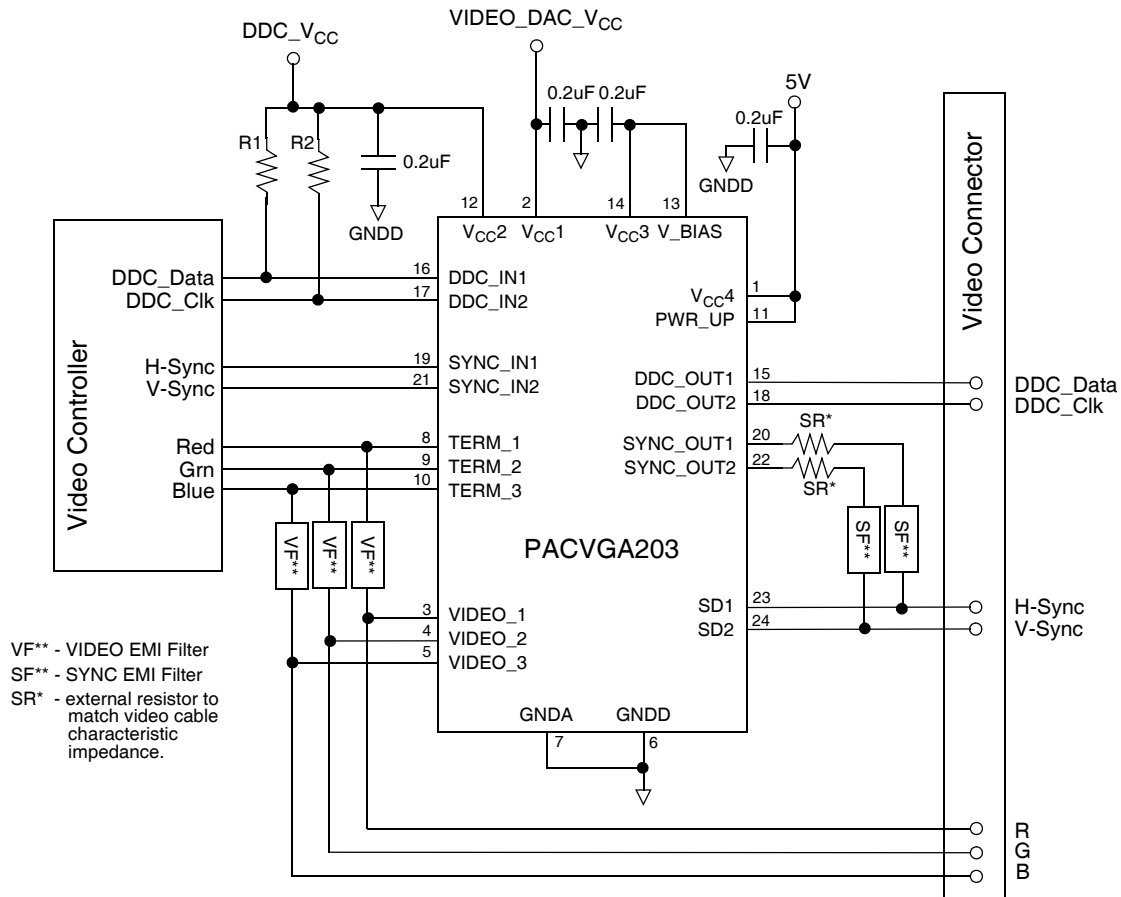 DDC_VCC
VIDEO_DAC_VCC
5V
0.2uF 0.2uF
0.2uF
R1
R2
0.2uF
GNDD
GNDD
12
2
14
13
VCC2
VCC1
VCC3
V_BIAS
Video Controller
DDC_Data
DDC_Clk
H-Sync
V-Sync
Red
Grn
Blue
16
DDC_IN1
17
DDC_IN2
19
SYNC_IN1
21
SYNC_IN2
8
TERM_1
9
TERM_2
10
TERM_3
VF**
VF**
VF**
3
VIDEO_1
4
VIDEO_2
5
VIDEO_3
PACVGA203
VCC4
1
PWR_UP
11
DDC_OUT1
15
DDC_OUT2
18
SYNC_OUT1
20
SYNC_OUT2
22
SR*
SR*
SF**
SF**
SD1
23
SD2
24
GNDA
GNDD
7
6
Video Connector
DDC_Data
DDC_Clk
H-Sync
V-Sync
R
G
B
VF** - VIDEO EMI Filter
SF** - SYNC EMI Filter
SR* - external resistor to
match video cable
characteristic
impedance.